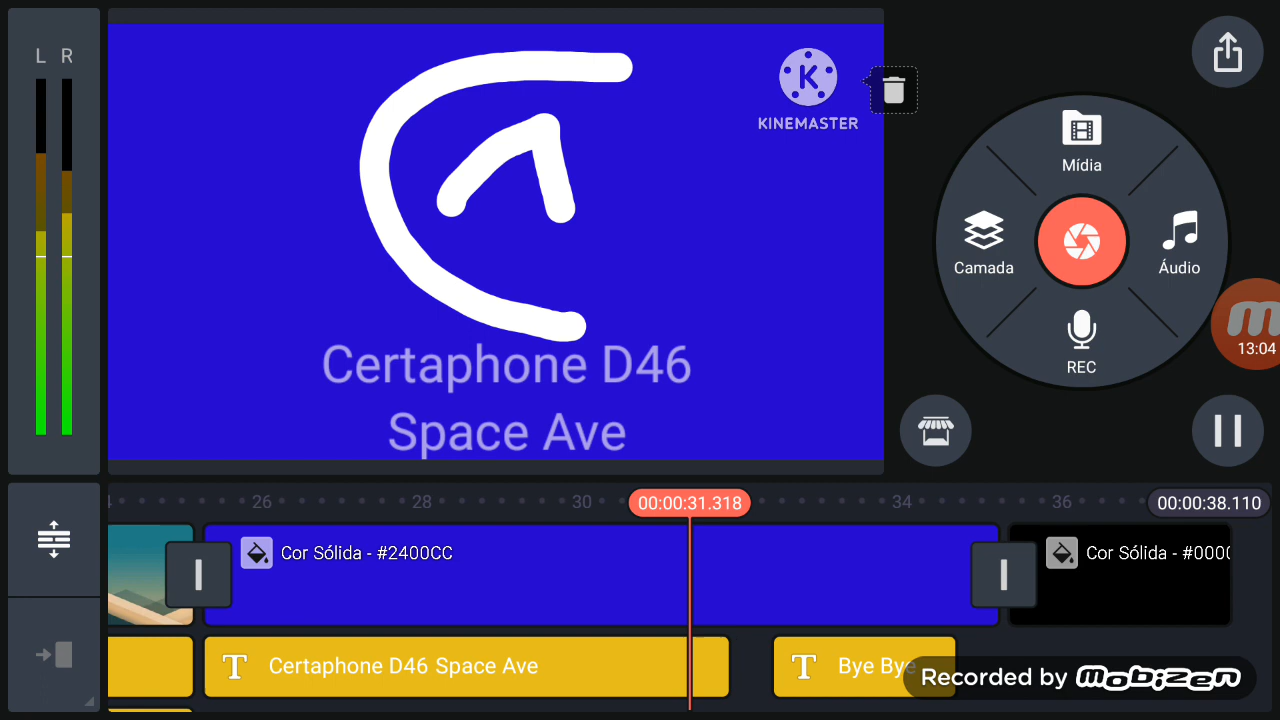 L R
K
KINEMASTER
Certaphone D46
Space Ave
Mídia
Camada
Áudio
REC
13:04
26 28 30 00:00:31.318 34 36 00:00:38.110
Cor Sólida - #2400CC
Cor Sólida - #000
T Certaphone D46 Space Ave
T Bye Bye
Recorded by mobizen